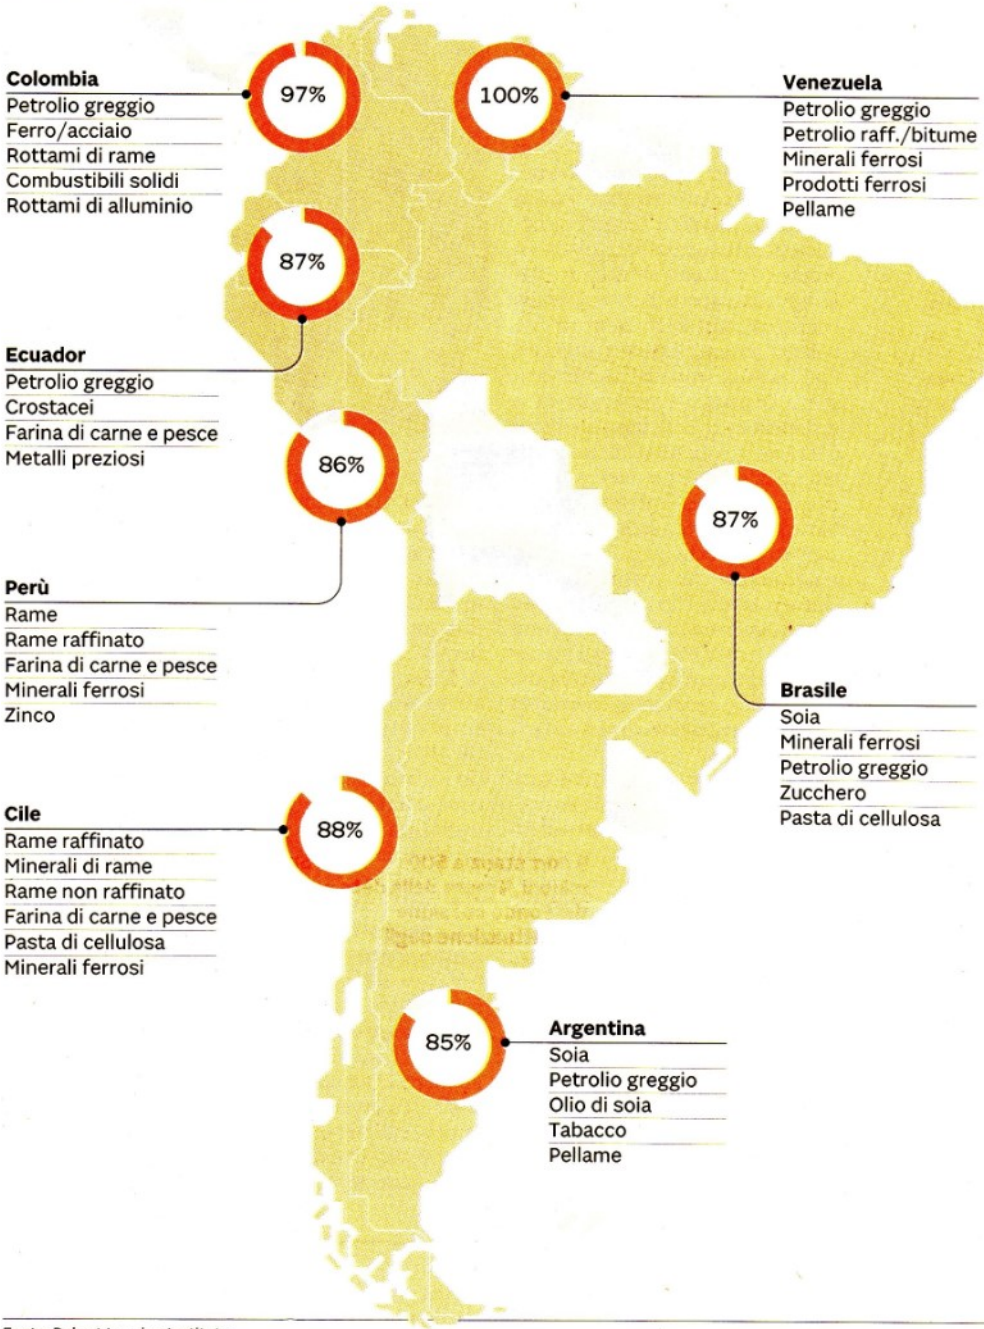 Colombia
Petrolio greggio
Ferro/acciaio
Rottami di rame
Combustibili solidi
Rottami di alluminio
97%
100%
Venezuela
Petrolio greggio
Petrolio raff./bitume
Minerali ferrosi
Prodotti ferrosi
Pellame
87%
Ecuador
Petrolio greggio
Crostacei
Farina di carne e pesce
Metalli preziosi
86%
Perù
Rame
Rame raffinato
Farina di carne e pesce
Minerali ferrosi
Zinco
87%
Brasile
Soia
Minerali ferrosi
Petrolio greggio
Zucchero
Pasta di cellulosa
88%
Cile
Rame raffinato
Minerali di rame
Rame non raffinato
Farina di carne e pesce
Pasta di cellulosa
Minerali ferrosi
85%
Argentina
Soia
Petrolio greggio
Olio di soia
Tabacco
Pellame